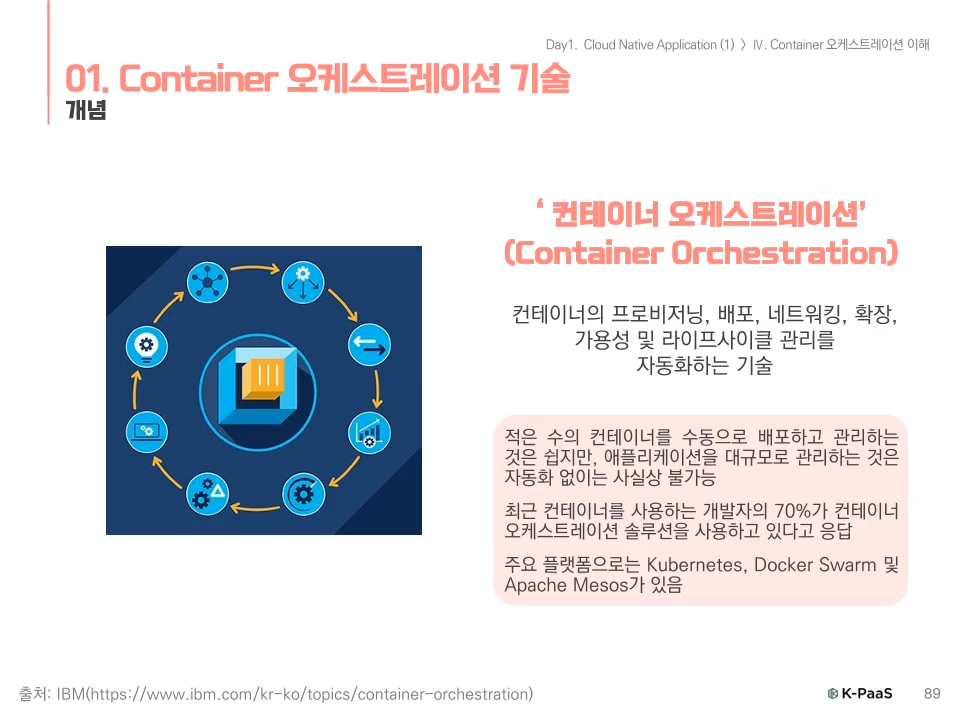 Day1. Cloud Native Application (1) 〉Ⅳ. Container 오케스트레이션 이해
01. Container 오케스트레이션 기술
개념
‘ 컨테이너 오케스트레이션’
(Container Orchestration)
컨테이너의 프로비저닝, 배포, 네트워킹, 확장,
가용성 및 라이프사이클 관리를
자동화하는 기술
적은 수의 컨테이너를 수동으로 배포하고 관리하는
것은 쉽지만, 애플리케이션을 대규모로 관리하는 것은
자동화 없이는 사실상 불가능
최근 컨테이너를 사용하는 개발자의 70%가 컨테이너
오케스트레이션 솔루션을 사용하고 있다고 응답
주요 플랫폼으로는 Kubernetes, Docker Swarm 및
Apache Mesos가 있음
출처: IBM(https://www.ibm.com/kr-ko/topics/container-orchestration)
K-PaaS
89